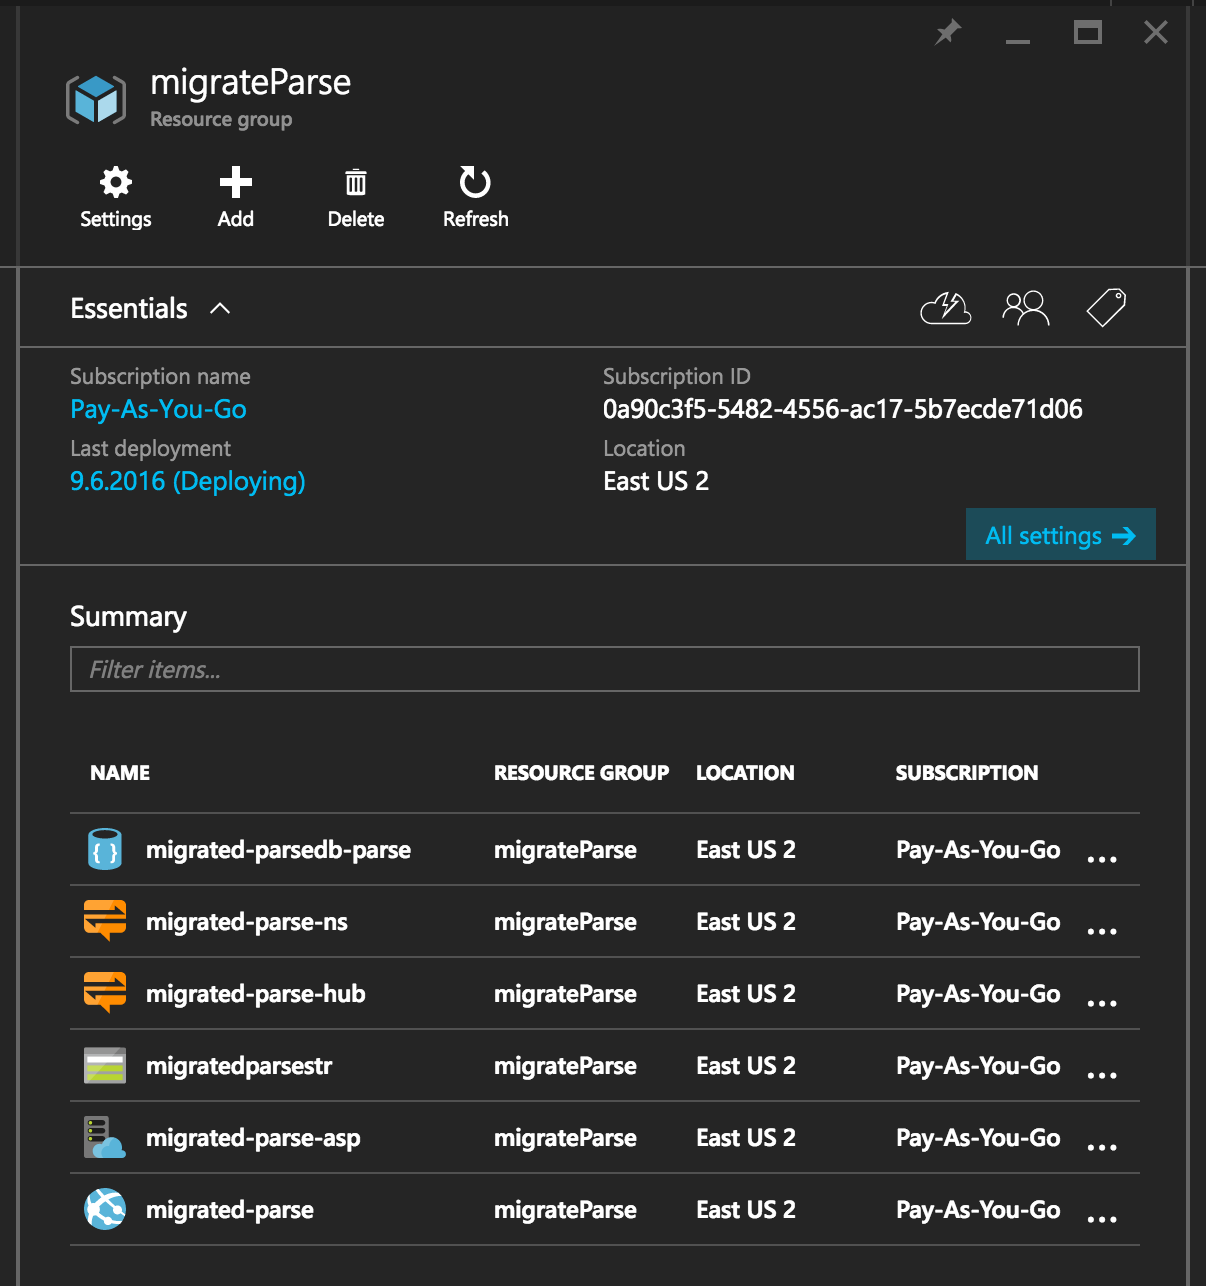 migrateParse
Resource group
Settings Add Delete Refresh
Essentials
Subscription name Subscription ID
Pay-As-You-Go 0a90c3f5-5482-4556-ac17-5b7ecde71d06
Last deployment Location
9.6.2016 (Deploying) East US 2
All settings
Summary
Filter items...
NAME RESOURCE GROUP LOCATION SUBSCRIPTION
migrated-parsedb-parse migrateParse East US 2 Pay-As-You-Go ...
migrated-parse-ns migrateParse East US 2 Pay-As-You-Go ...
migrated-parse-hub migrateParse East US 2 Pay-As-You-Go ...
migratedparsestr migrateParse East US 2 Pay-As-You-Go ...
migrated-parse-asp migrateParse East US 2 Pay-As-You-Go ...
migrated-parse migrateParse East US 2 Pay-As-You-Go ...